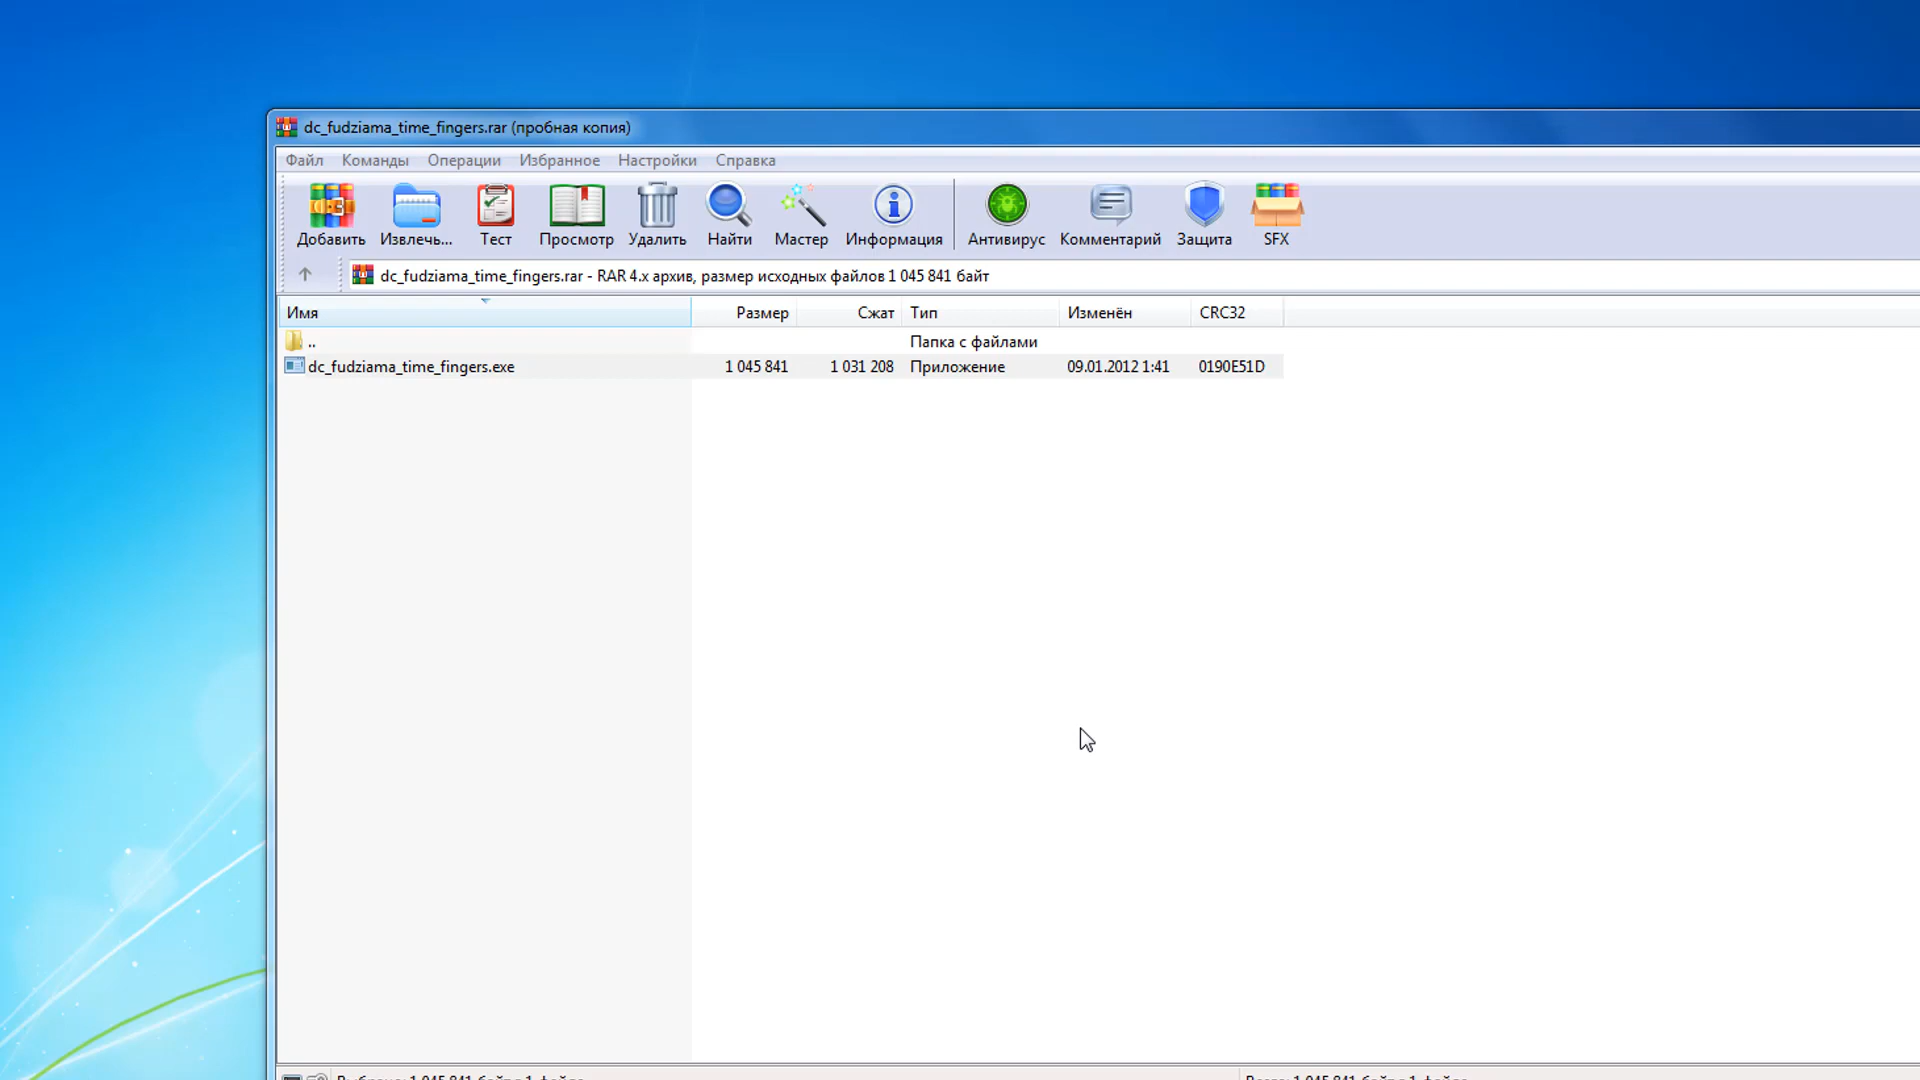 dc_fudziama_time_fingers.rar (пробная копия)
Файл Команды Операции Избранное Настройки Справка
Добавить Извлечь... Тест Просмотр Удалить Найти Мастер Информация Антивирус Комментарий Защита SFX
dc_fudziama_time_fingers.rar - RAR 4.x архив, размер исходных файлов 1 045 841 байт
Имя Размер Сжат Тип Изменён CRC32
.. Папка с файлами
dc_fudziama_time_fingers.exe 1 045 841 1 031 208 Приложение 09.01.2012 1:41 0190E51D